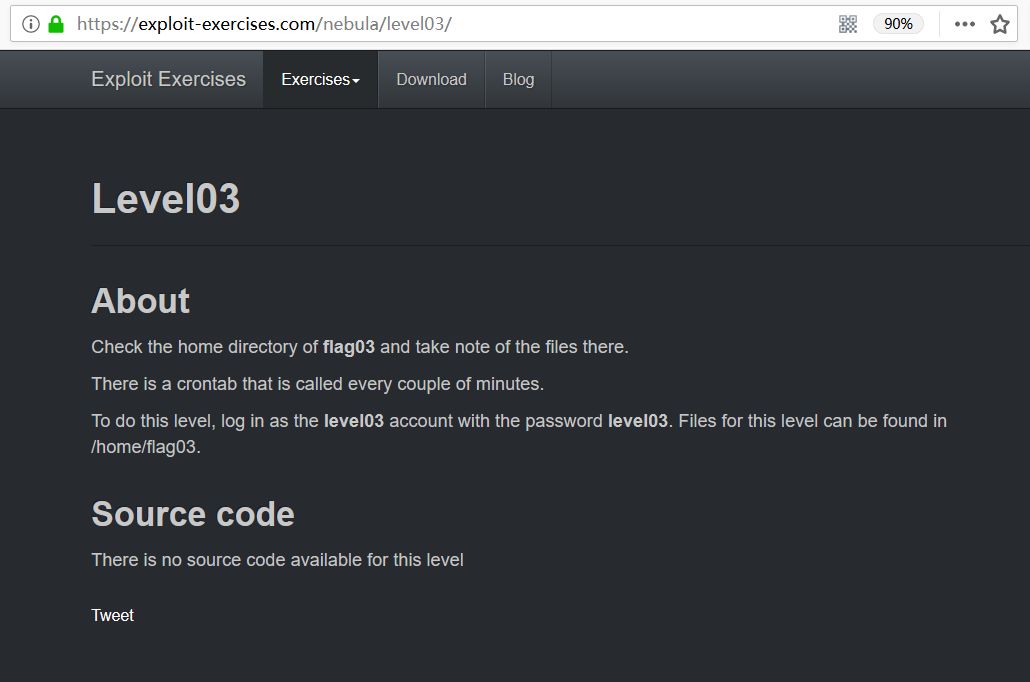 https://exploit-exercises.com/nebula/level03/
90%
Exploit Exercises
Exercises
Download
Blog
Level03
About
Check the home directory of flag03 and take note of the files there.
There is a crontab that is called every couple of minutes.
To do this level, log in as the level03 account with the password level03. Files for this level can be found in
/home/flag03.
Source code
There is no source code available for this level
Tweet